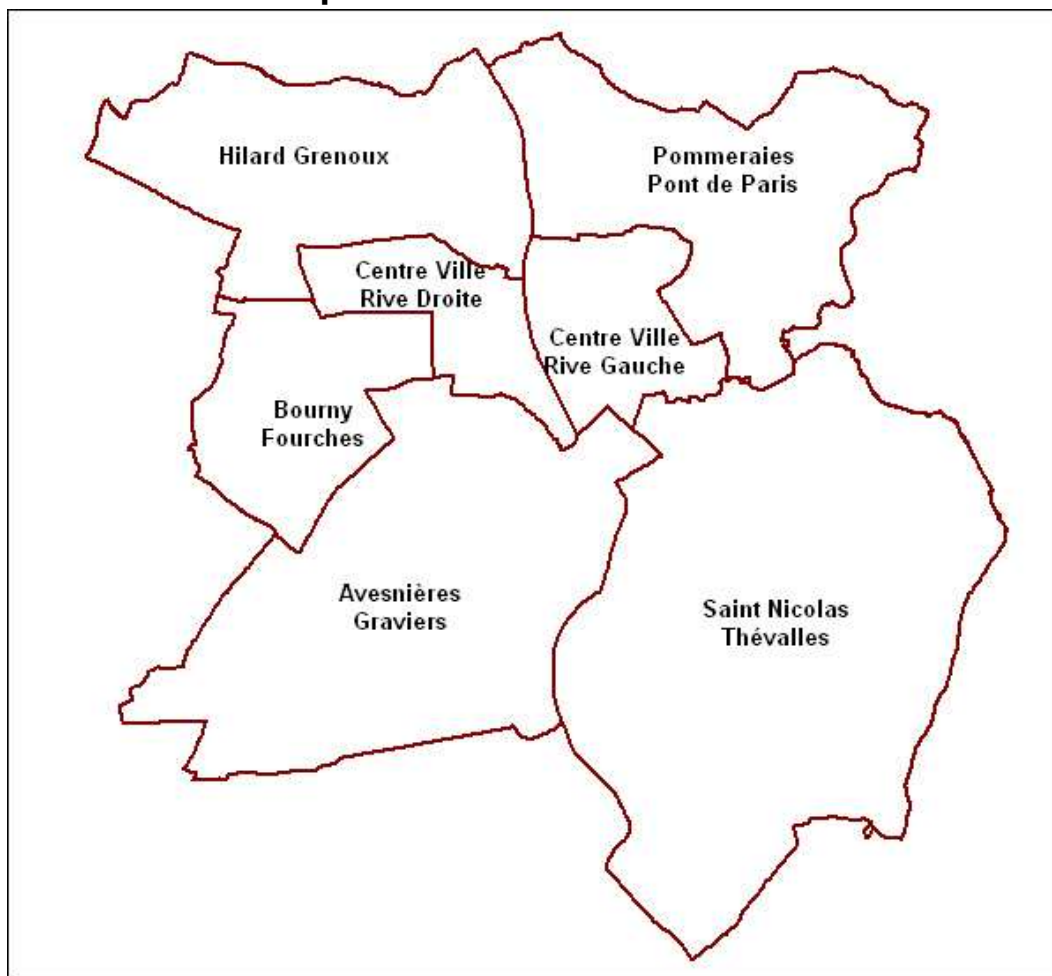 Hilard Grenoux
Pommeraies
Pont de Paris
Centre Ville
Rive Droite
Centre Ville
Rive Gauche
Bourny
Fourches
Avesnières
Graviers
Saint Nicolas
Thévalles